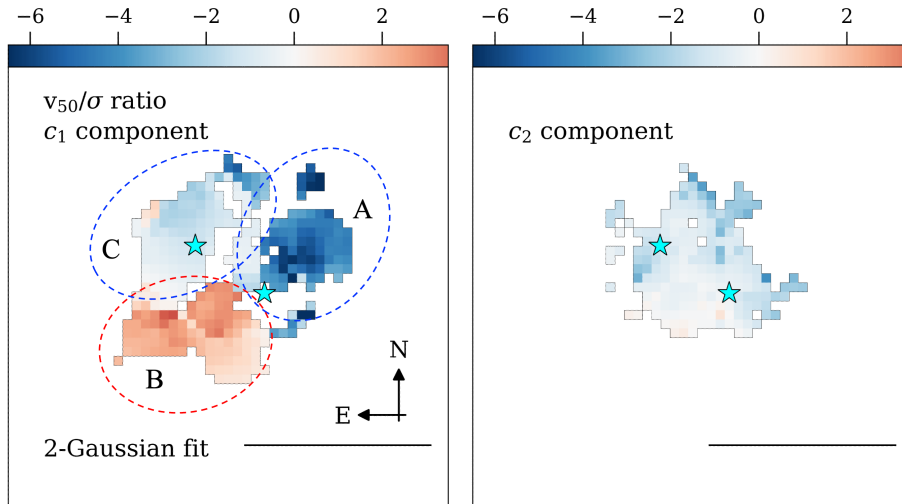 −6 −4 −2 0 2
v₅₀/σ ratio
c₁ component
A
C
B
N
E
2-Gaussian fit
−6 −4 −2 0 2
c₂ component